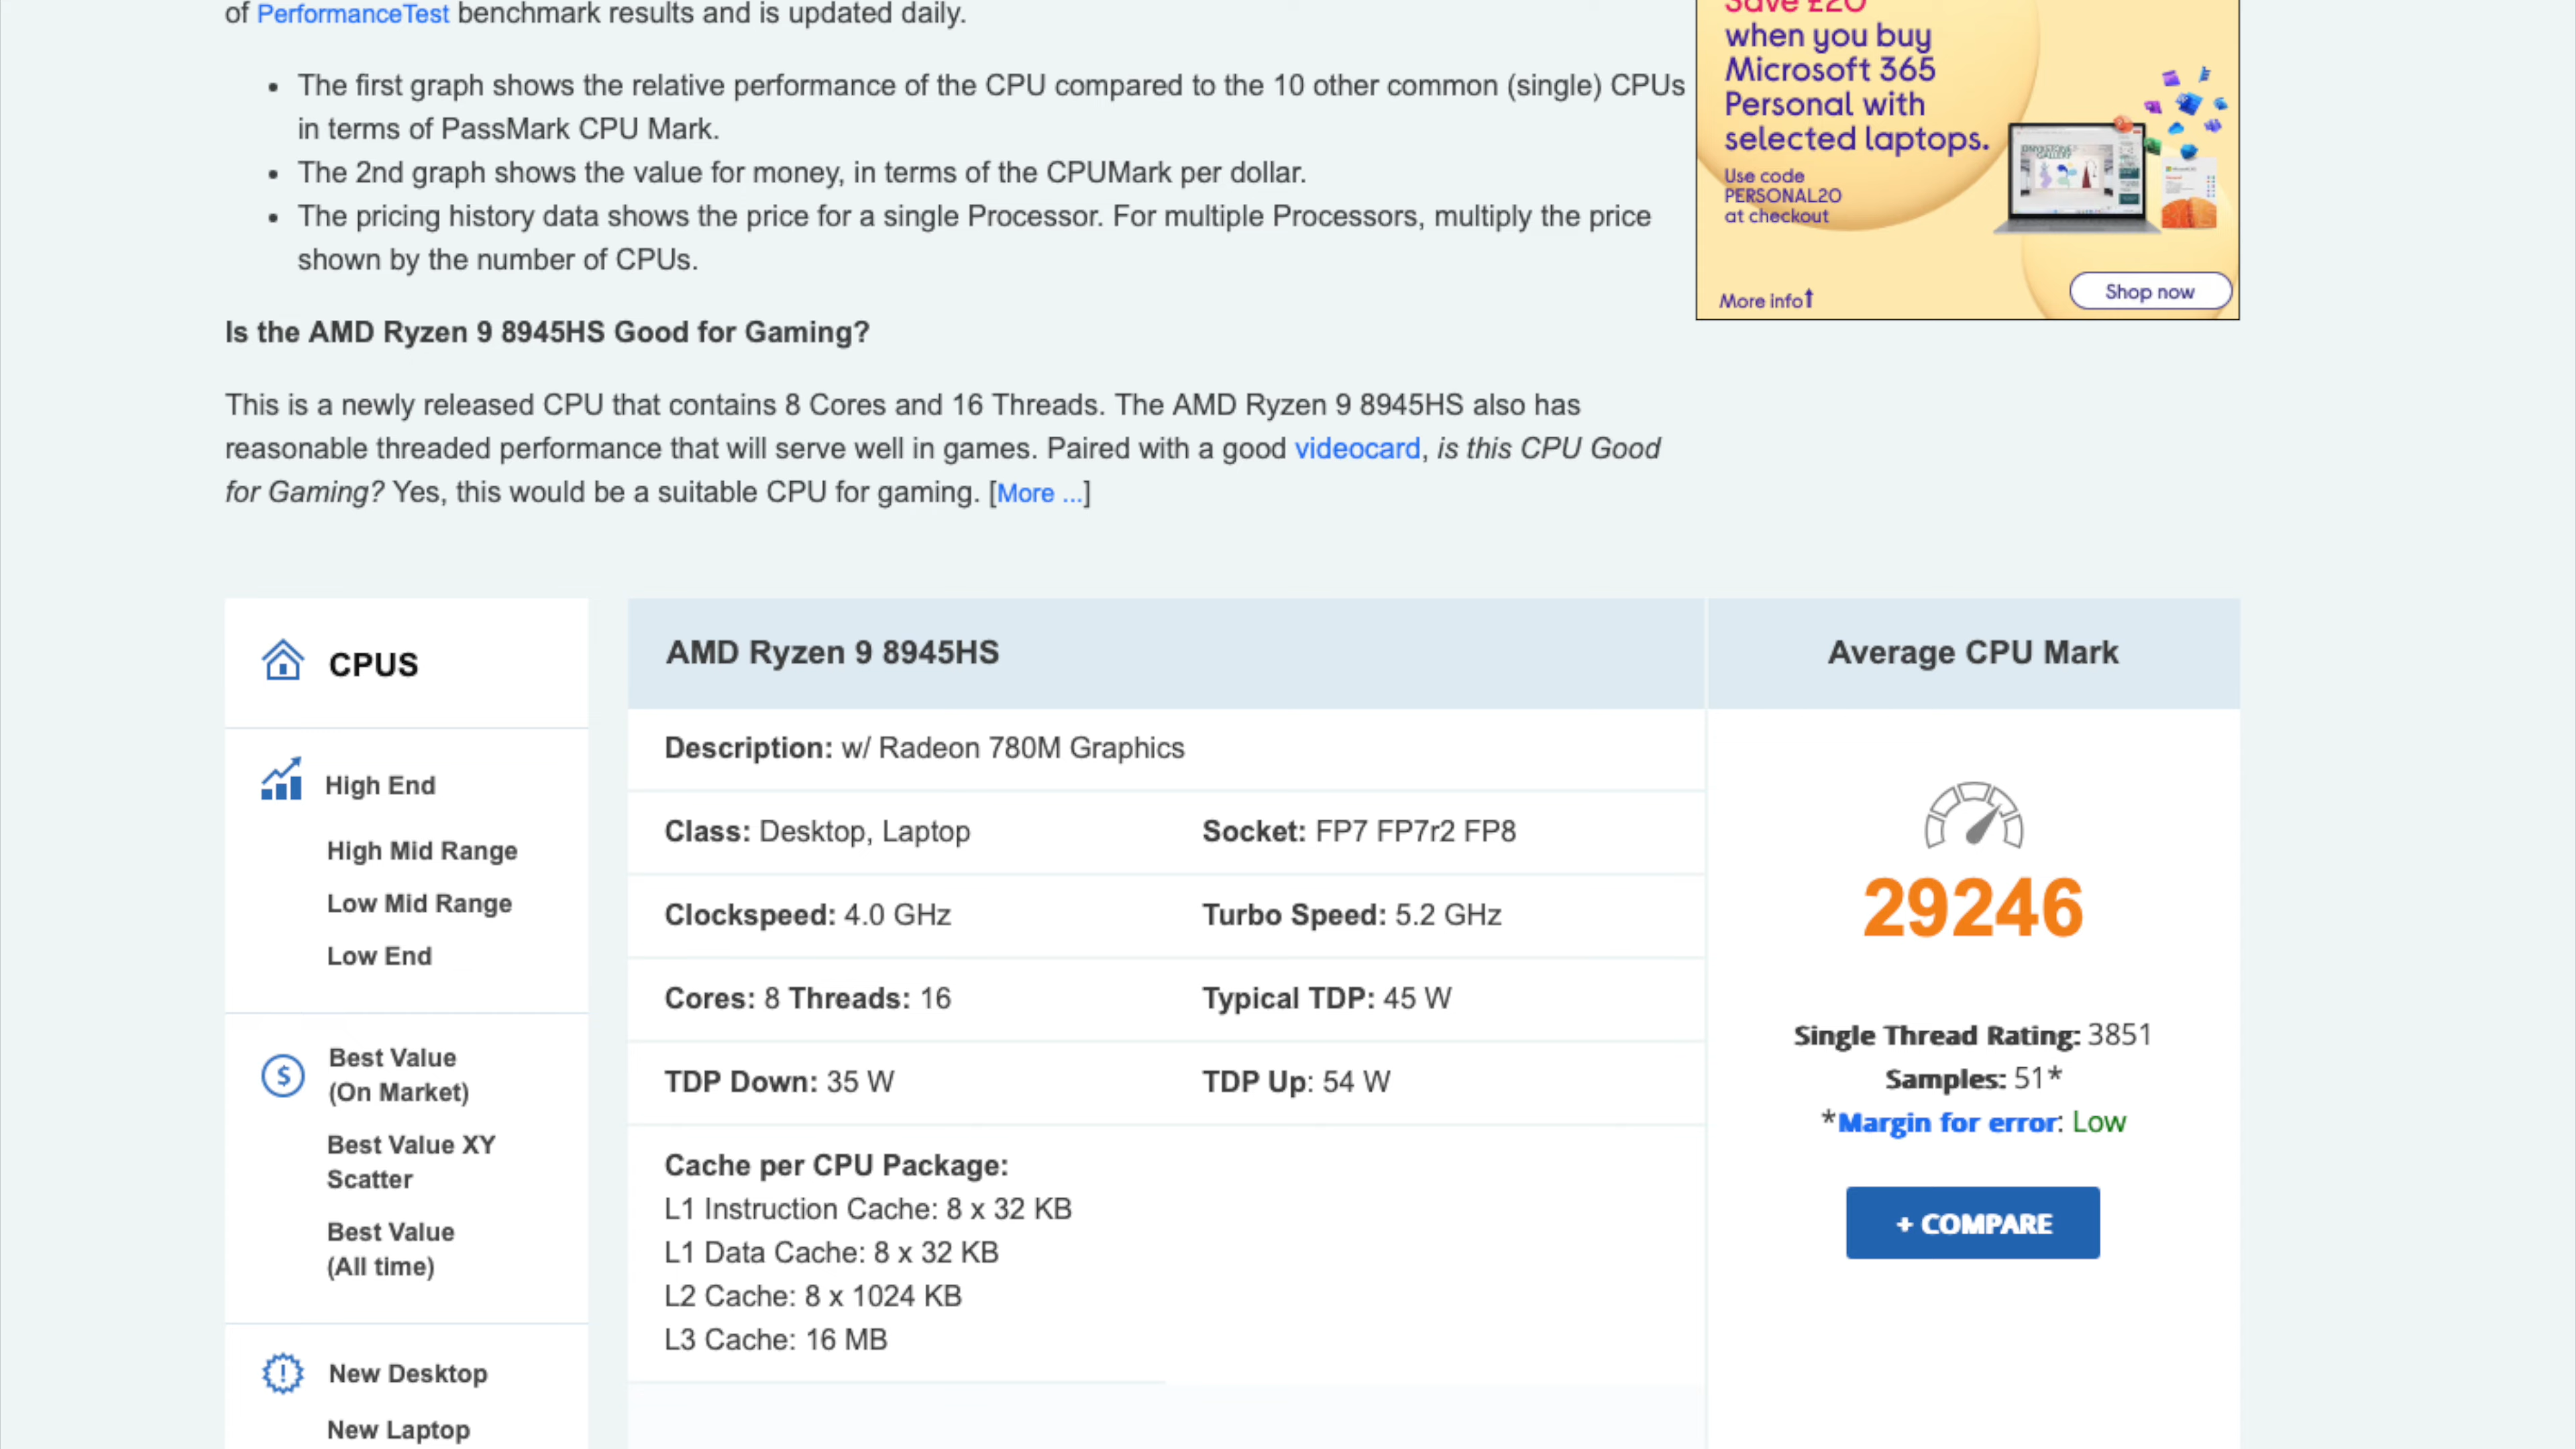 of PerformanceTest benchmark results and is updated daily.
• The first graph shows the relative performance of the CPU compared to the 10 other common (single) CPUs
in terms of PassMark CPU Mark.
• The 2nd graph shows the value for money, in terms of the CPUMark per dollar.
• The pricing history data shows the price for a single Processor. For multiple Processors, multiply the price
shown by the number of CPUs.
Is the AMD Ryzen 9 8945HS Good for Gaming?
This is a newly released CPU that contains 8 Cores and 16 Threads. The AMD Ryzen 9 8945HS also has
reasonable threaded performance that will serve well in games. Paired with a good videocard, is this CPU Good
for Gaming? Yes, this would be a suitable CPU for gaming. [More ...]
Save £20
when you buy
Microsoft 365
Personal with
selected laptops.
Use code
PERSONAL20
at checkout
More info
Shop now
CPUS
High End
High Mid Range
Low Mid Range
Low End
Best Value
(On Market)
Best Value XY
Scatter
Best Value
(All time)
New Desktop
New Laptop
AMD Ryzen 9 8945HS
Description: w/ Radeon 780M Graphics
Class: Desktop, Laptop Socket: FP7 FP7r2 FP8
Clockspeed: 4.0 GHz Turbo Speed: 5.2 GHz
Cores: 8 Threads: 16 Typical TDP: 45 W
TDP Down: 35 W TDP Up: 54 W
Cache per CPU Package:
L1 Instruction Cache: 8 x 32 KB
L1 Data Cache: 8 x 32 KB
L2 Cache: 8 x 1024 KB
L3 Cache: 16 MB
Average CPU Mark
29246
Single Thread Rating: 3851
Samples: 51*
*Margin for error: Low
+ COMPARE